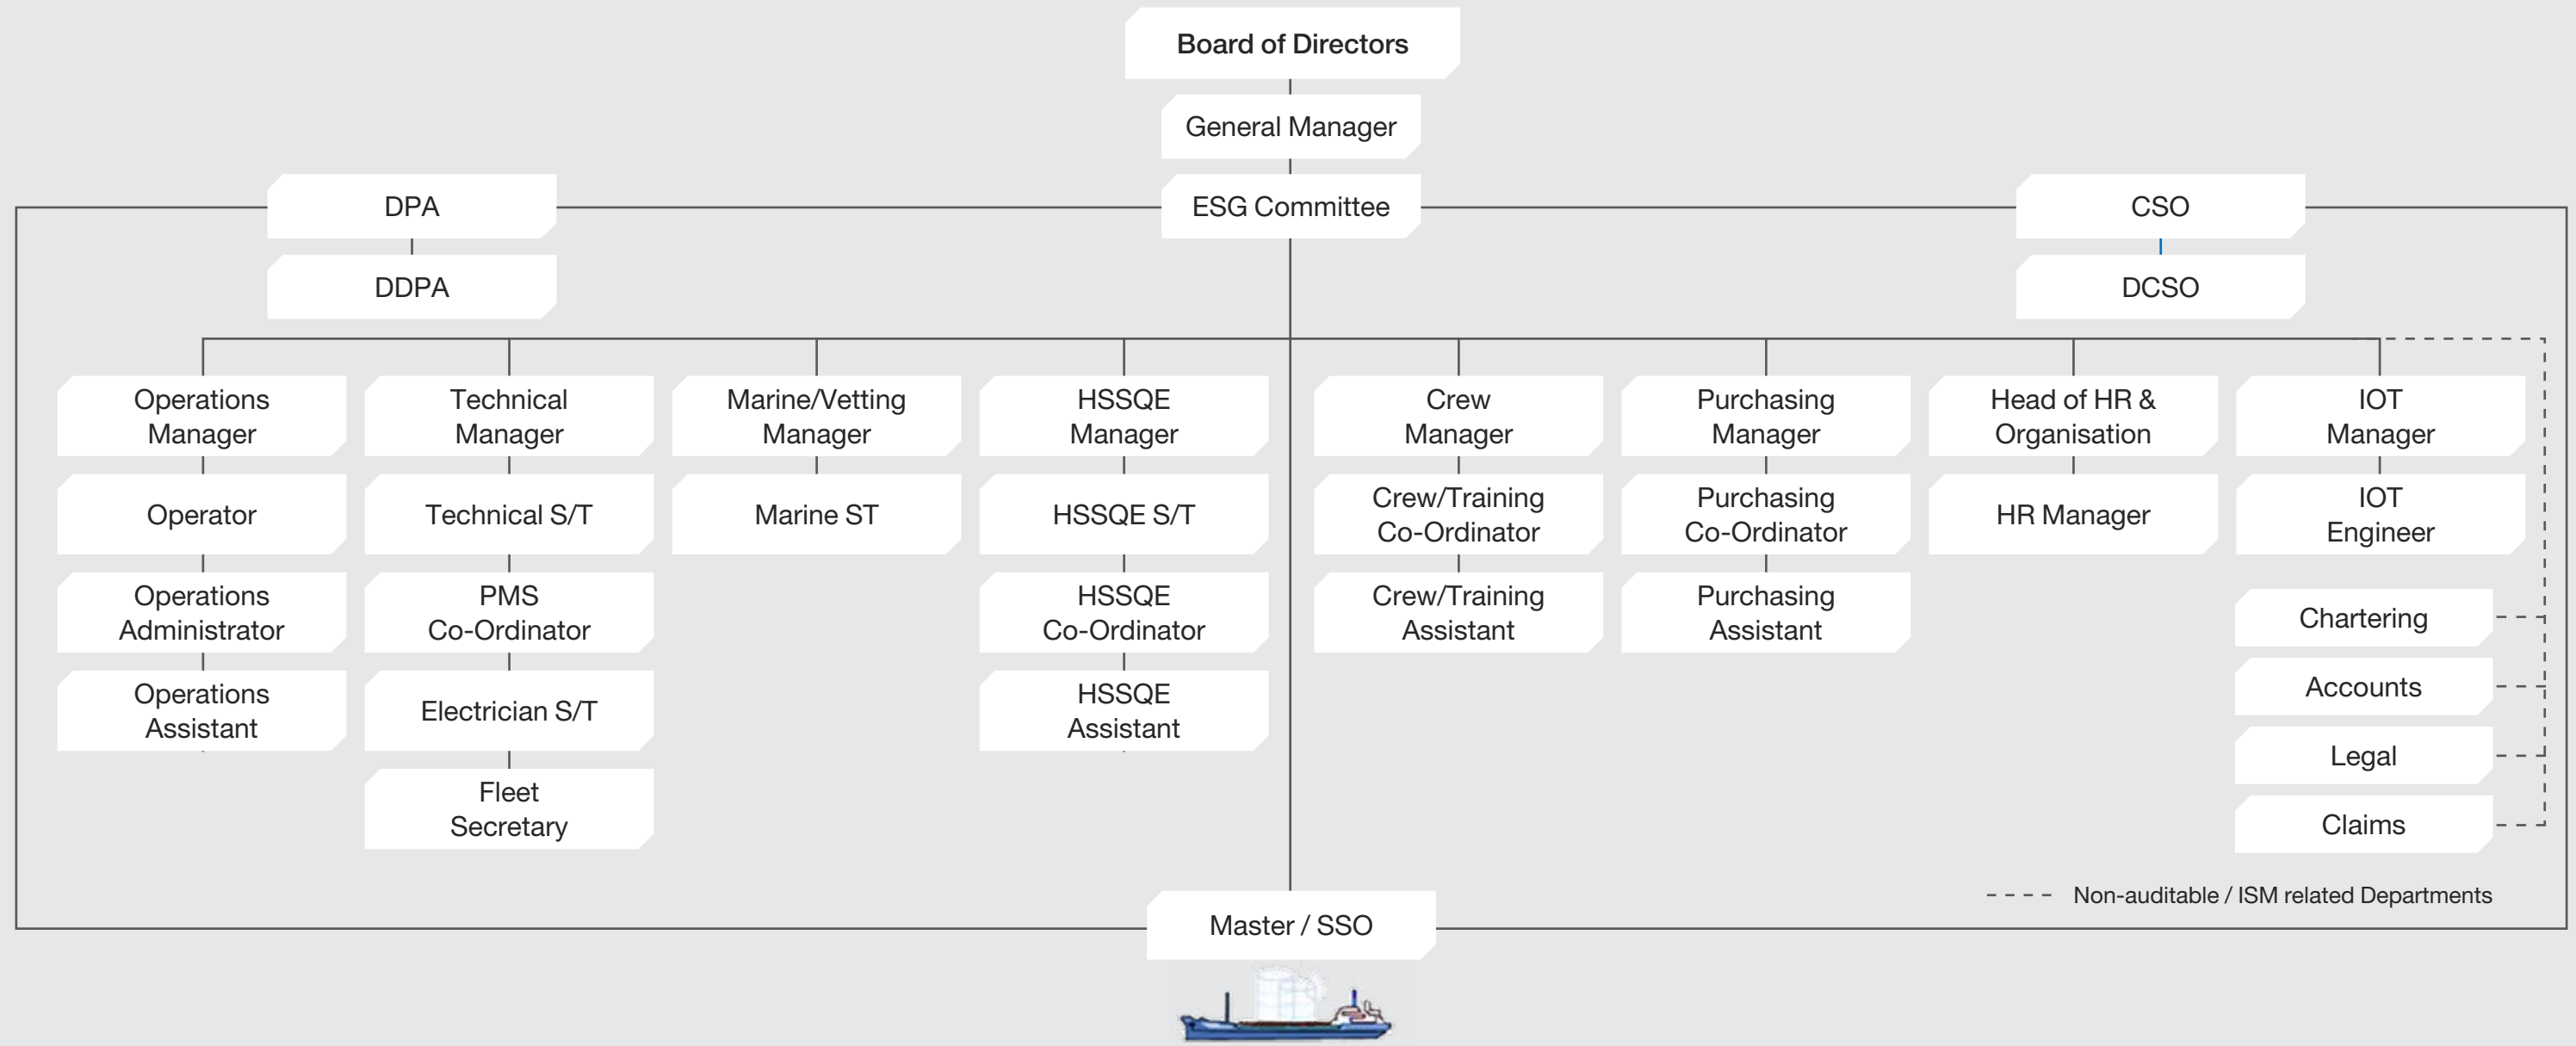 Board of Directors
General Manager
DPA
ESG Committee
CSO
DDPA
DCSO
Operations
Manager
Technical
Manager
Marine/Vetting
Manager
HSSQE
Manager
Crew
Manager
Purchasing
Manager
Head of HR &
Organisation
IOT
Manager
Operator
Technical S/T
Marine ST
HSSQE S/T
Crew/Training
Co-Ordinator
Purchasing
Co-Ordinator
HR Manager
IOT
Engineer
Operations
Administrator
PMS
Co-Ordinator
HSSQE
Co-Ordinator
Crew/Training
Assistant
Purchasing
Assistant
Chartering
Operations
Assistant
Electrician S/T
HSSQE
Assistant
Accounts
Legal
Fleet
Secretary
Claims
Non-auditable / ISM related Departments
Master / SSO